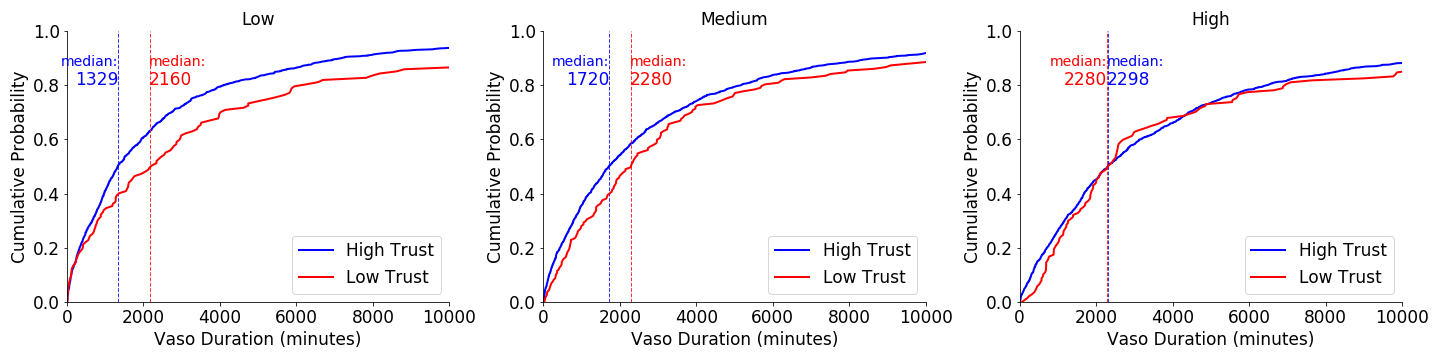 Low
Cumulative Probability
1.0
0.8
0.6
0.4
0.2
0.0
median:
1329
median:
2160
High Trust
Low Trust
0
2000
4000
6000
8000
10000
Vaso Duration (minutes)
Medium
Cumulative Probability
1.0
0.8
0.6
0.4
0.2
0.0
median:
1720
median:
2280
High Trust
Low Trust
0
2000
4000
6000
8000
10000
Vaso Duration (minutes)
High
Cumulative Probability
1.0
0.8
0.6
0.4
0.2
0.0
median:
2280
median:
2298
High Trust
Low Trust
0
2000
4000
6000
8000
10000
Vaso Duration (minutes)